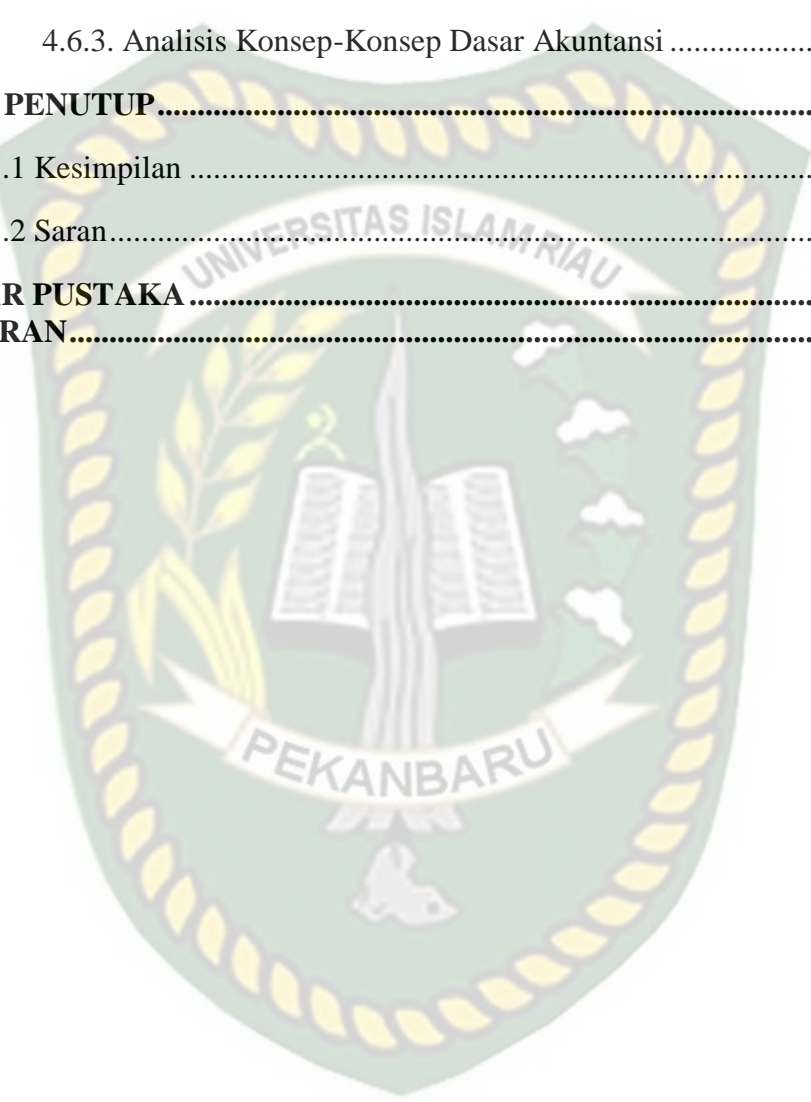 4.6.3. Analisis Konsep-Konsep Dasar Akuntansi ..................
PENUTUP..................................................................................
.1 Kesimpilan ...............................................................................
.2 Saran.........................................................................................
UNIVERSITAS ISLAM RIAU
R PUSTAKA ..............................................................................
RAN.............................................................................................
PEKANBARU